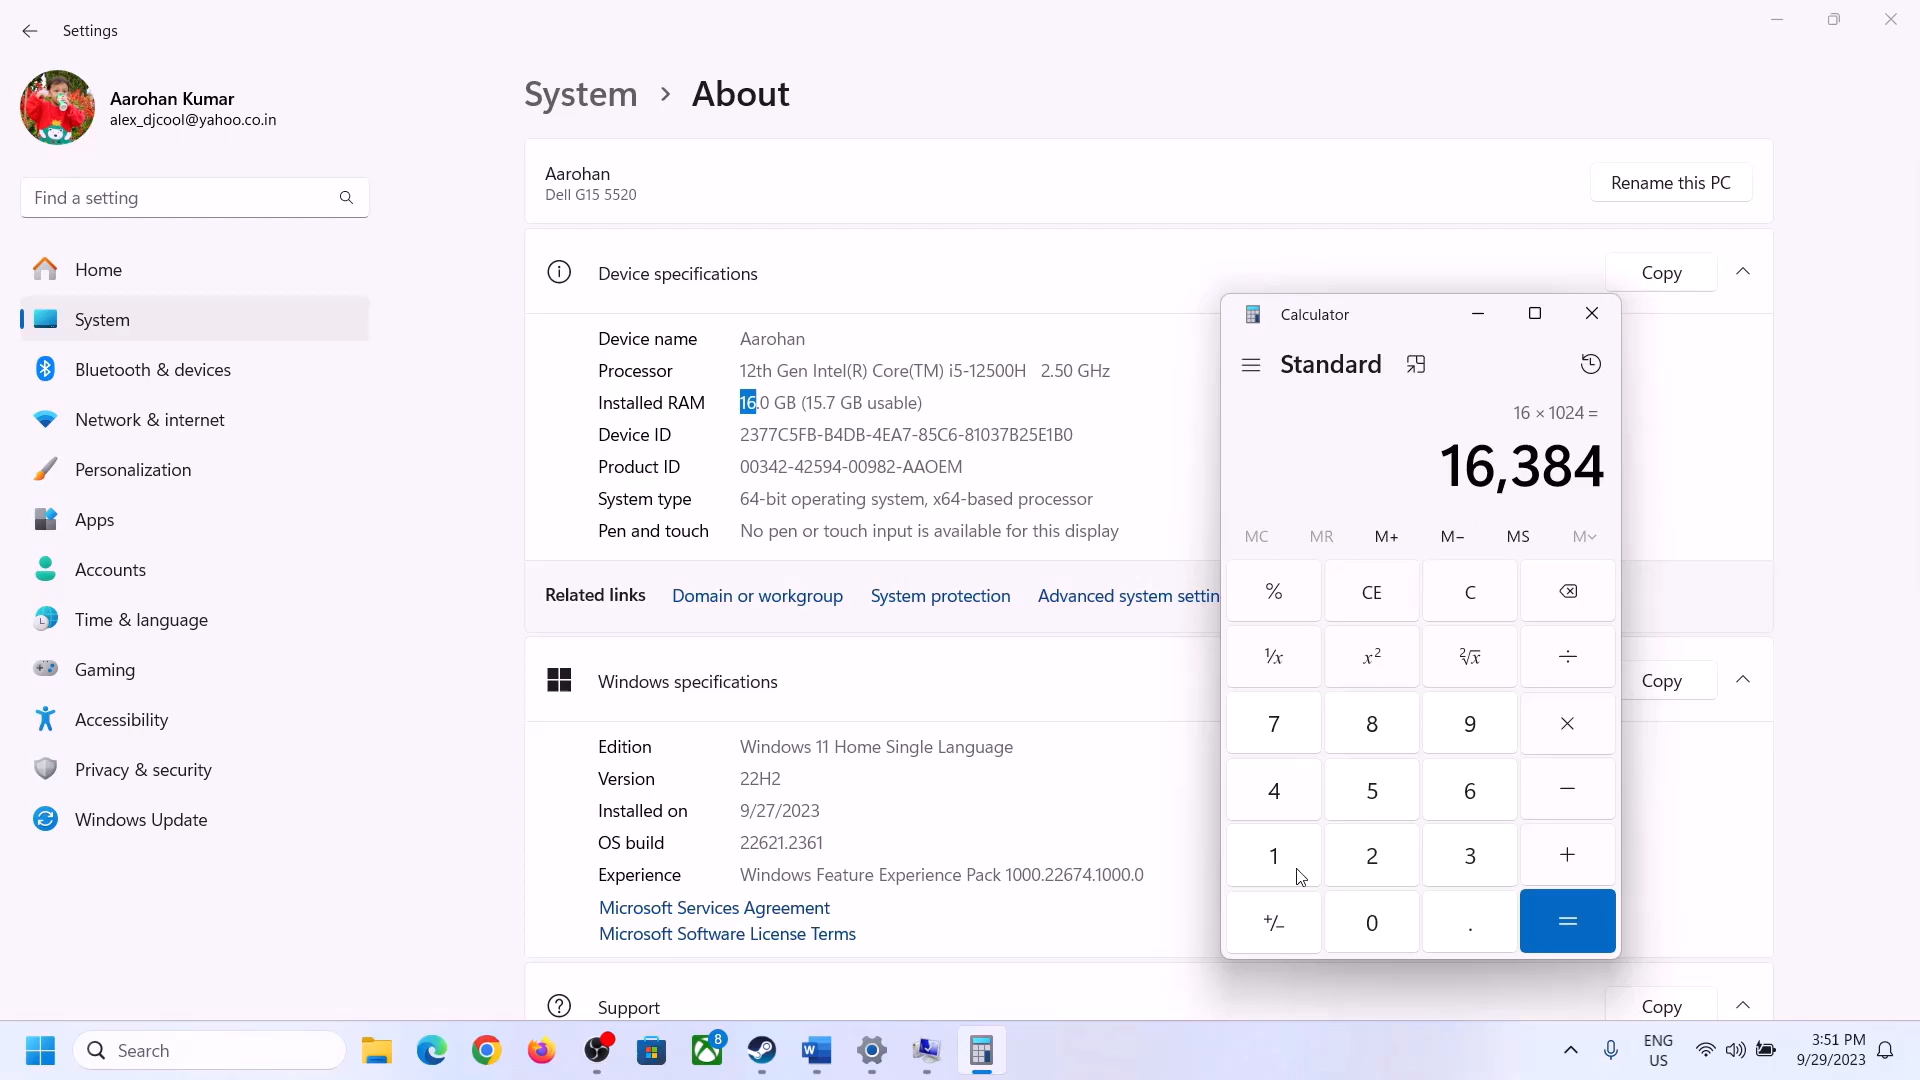 Settings
Aarohan Kumar
alex_djcool@yahoo.co.in
Find a setting
Home
System
Bluetooth & devices
Network & internet
Personalization
Apps
Accounts
Time & language
Gaming
Accessibility
Privacy & security
Windows Update
System > About
Aarohan
Dell G15 5520
Rename this PC
Device specifications
Copy
Device name Aarohan
Processor 12th Gen Intel(R) Core(TM) i5-12500H 2.50 GHz
Installed RAM 16.0 GB (15.7 GB usable)
Device ID 2377C5FB-B4DB-4EA7-85C6-81037B25E1B0
Product ID 00342-42594-00982-AAOEM
System type 64-bit operating system, x64-based processor
Pen and touch No pen or touch input is available for this display
Related links Domain or workgroup System protection Advanced system settin
Windows specifications
Copy
Edition Windows 11 Home Single Language
Version 22H2
Installed on 9/27/2023
OS build 22621.2361
Experience Windows Feature Experience Pack 1000.22674.1000.0
Microsoft Services Agreement
Microsoft Software License Terms
Support
Copy
Calculator
Standard
16 × 1024 =
16,384
MC MR M+ M− MS M
% CE C
1/x x² ²√x ÷
7 8 9 ×
4 5 6 −
1 2 3 +
+/− 0 . =
Search
8
W
ENG
US
3:51 PM
9/29/2023